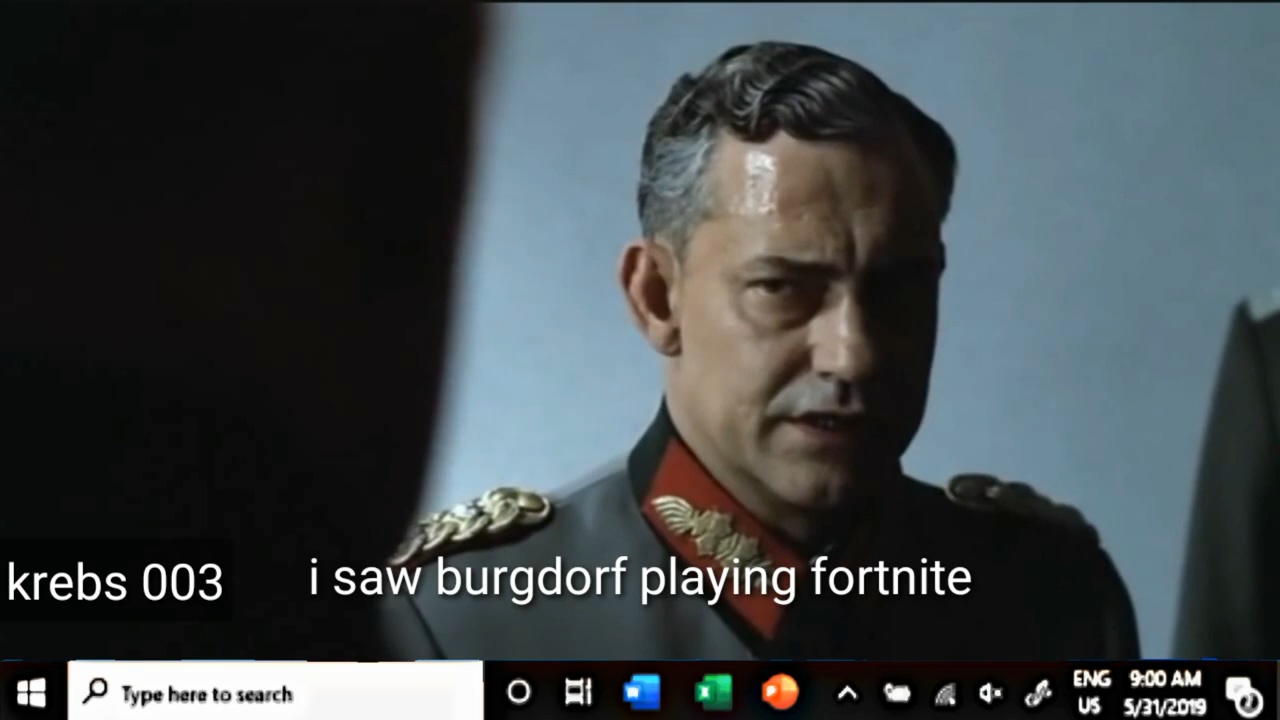 krebs 003
i saw burgdorf playing fortnite
Type here to search
ENG
US
9:00 AM
5/31/2019